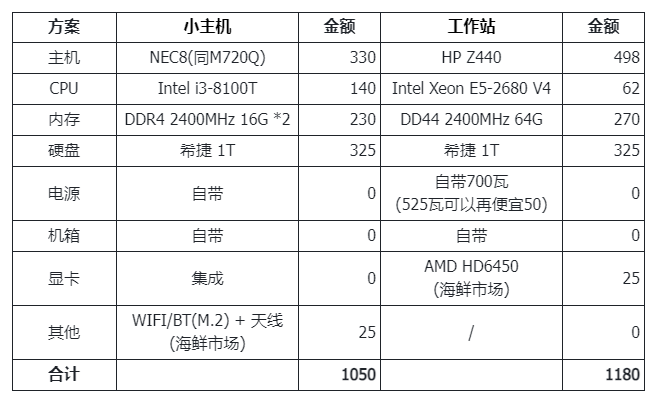 方案 小主机 金额 工作站 金额
主机 NEC8(同M720Q) 330 HP Z440 498
CPU Intel i3-8100T 140 Intel Xeon E5-2680 V4 62
内存 DDR4 2400MHz 16G *2 230 DD44 2400MHz 64G 270
硬盘 希捷 1T 325 希捷 1T 325
电源 自带 0 自带700瓦 0
(525瓦可以再便宜50)
机箱 自带 0 自带 0
显卡 集成 0 AMD HD6450 25
(海鲜市场)
其他 WIFI/BT(M.2) + 天线 25 / 0
(海鲜市场)
合计 1050 1180